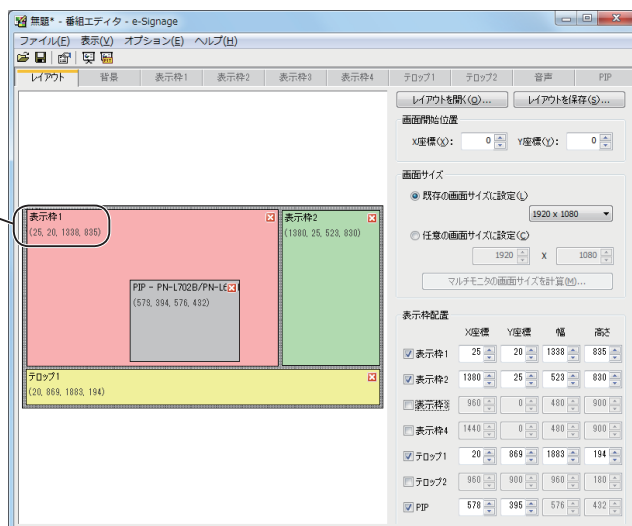 無題* - 番組エディタ - e-Signage
ファイル(F) 表示(V) オプション(E) ヘルプ(H)
レイアウト 背景 表示枠1 表示枠2 表示枠3 表示枠4 テロップ1 テロップ2 音声 PIP
レイアウトを開く(O)... レイアウトを保存(S)...
画面開始位置
X座標(X): 0 Y座標(Y): 0
画面サイズ
既存の画面サイズに設定(L)
1920 x 1080
任意の画面サイズに設定(C)
1920 x 1080
マルチモニタの画面サイズを計算(M)...
表示枠1
(25, 20, 1338, 835)
表示枠2
(1380, 25, 523, 830)
PIP - PN-L702B/PN-L6
(578, 394, 576, 432)
テロップ1
(20, 869, 1883, 194)
表示枠配置
X座標 Y座標 幅 高さ
表示枠1 25 20 1338 835
表示枠2 1380 25 523 830
表示枠3 960 0 480 900
表示枠4 1440 0 480 900
テロップ1 20 869 1883 194
テロップ2 960 900 960 180
PIP 578 395 576 432